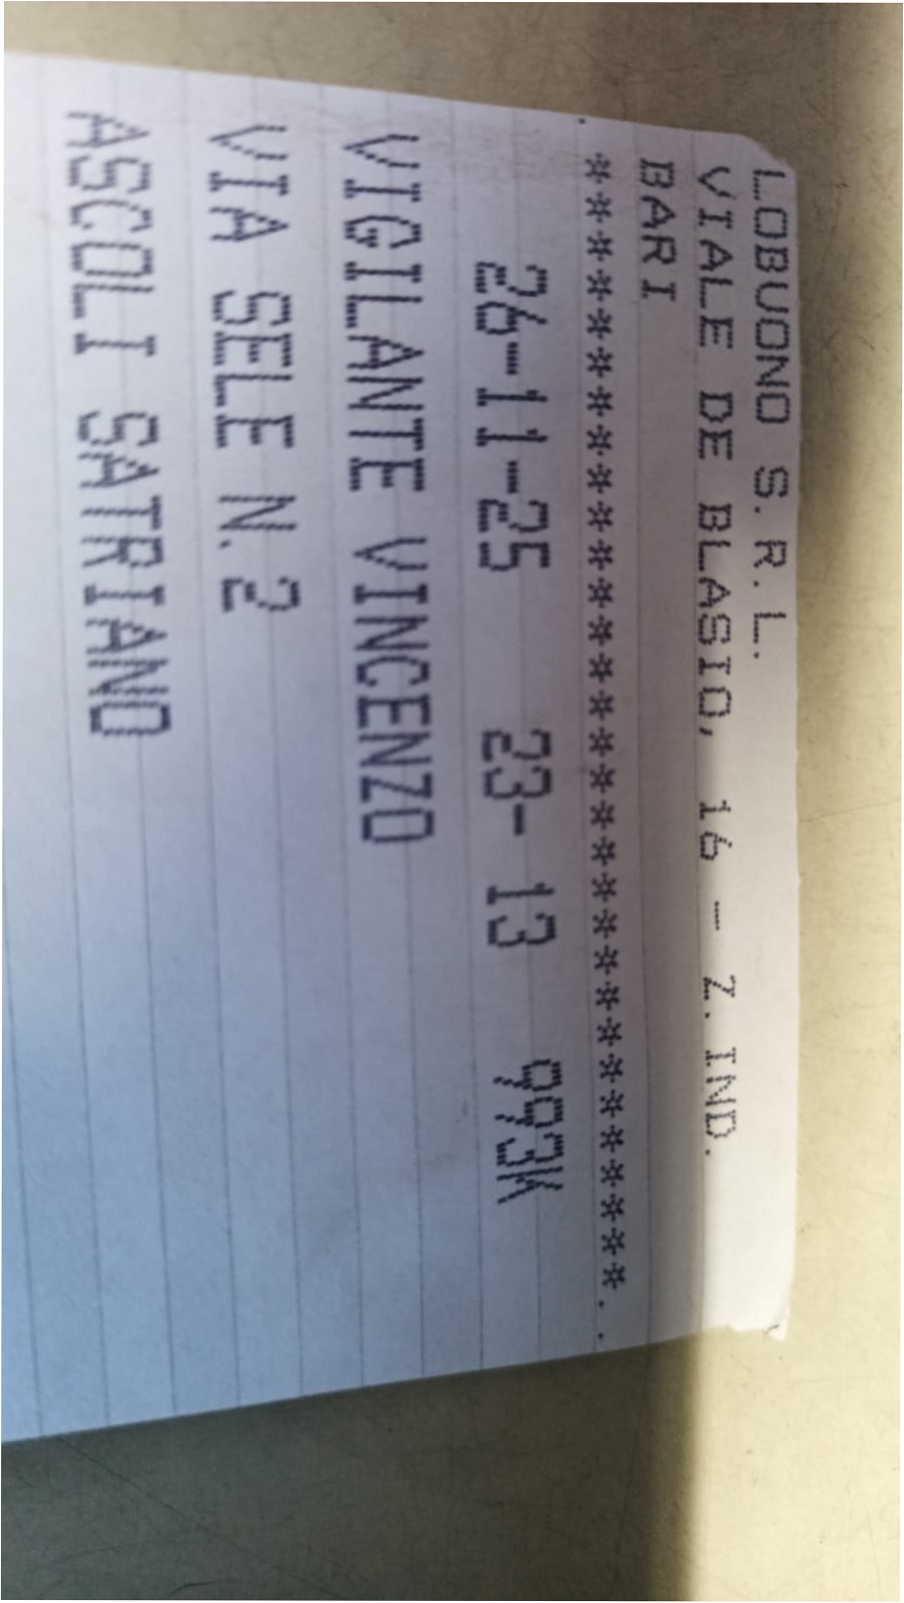 LOBUONO S.R.L.
VIALE DE BLASIO, 16 - Z.IND.
BARI
.******************************..
26-11-25 23- 13 993K
VIGILANTE VINCENZO
VIA SELE N.2
ASCOLI SATRIANO